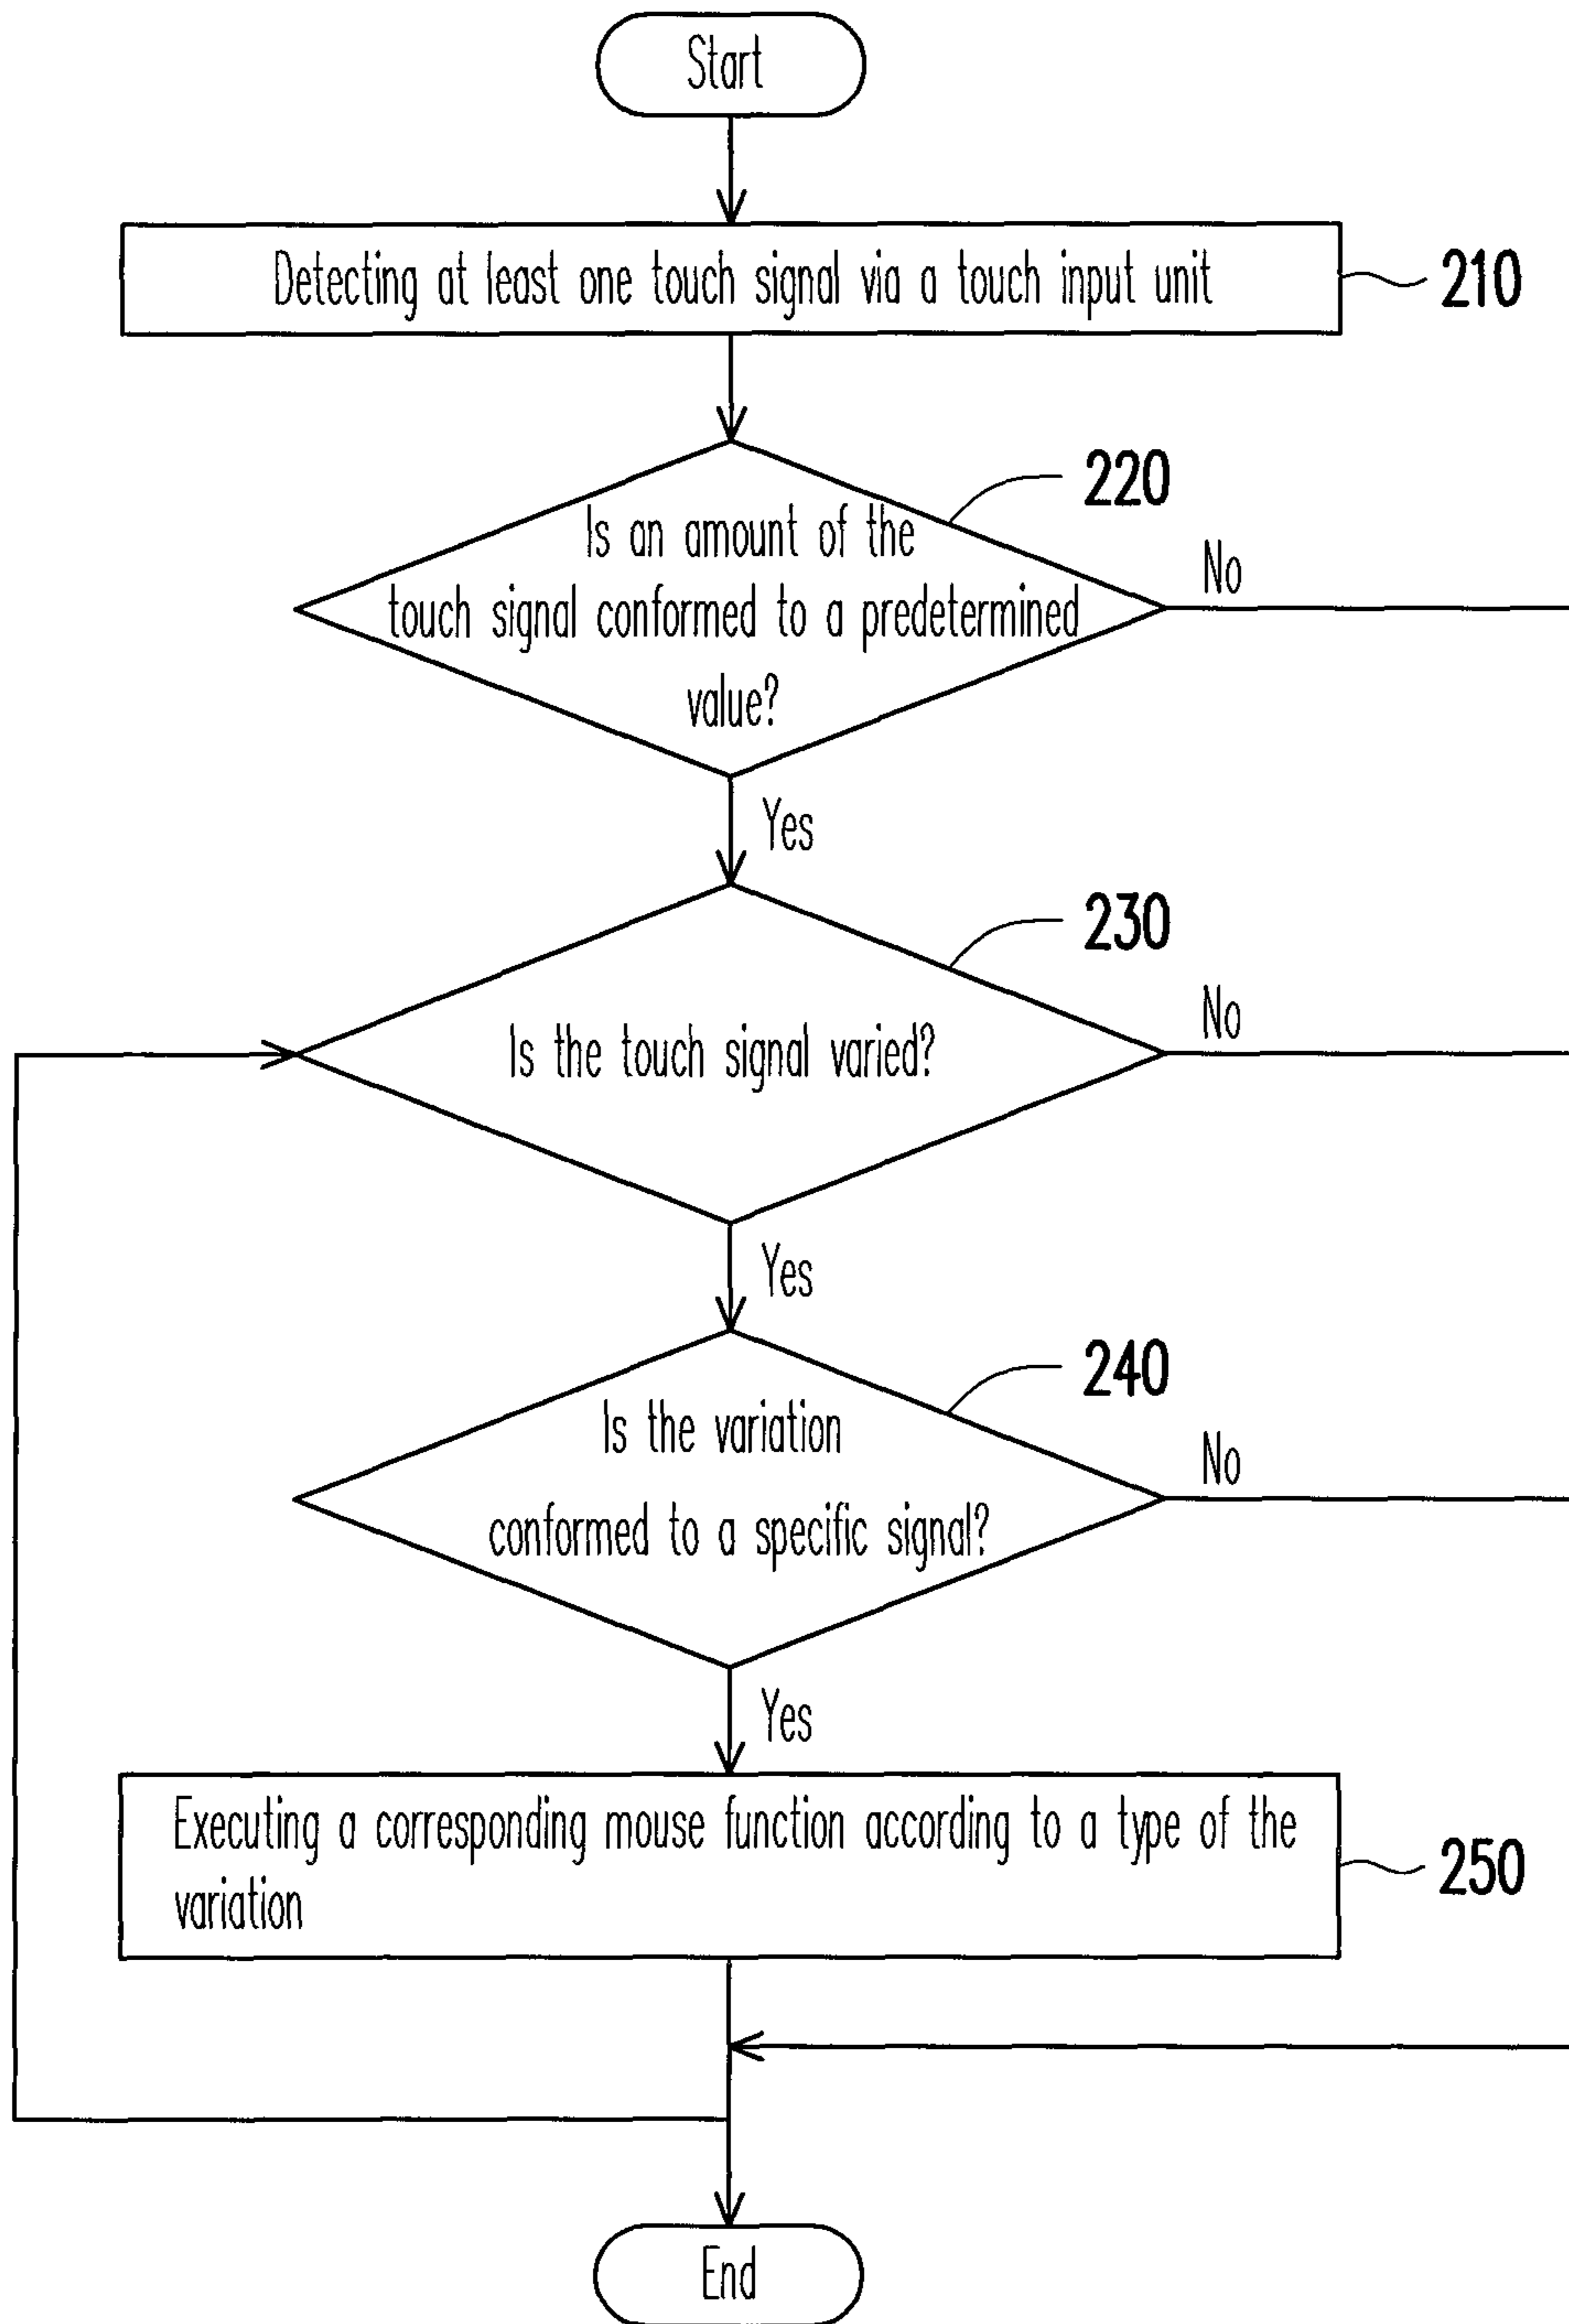 Start
Detecting at least one touch signal via a touch input unit
210
220
Is an amount of the
touch signal conformed to a predetermined
value?
No
Yes
230
Is the touch signal varied?
No
Yes
240
Is the variation
conformed to a specific signal?
No
Yes
Executing a corresponding mouse function according to a type of the
variation
250
End